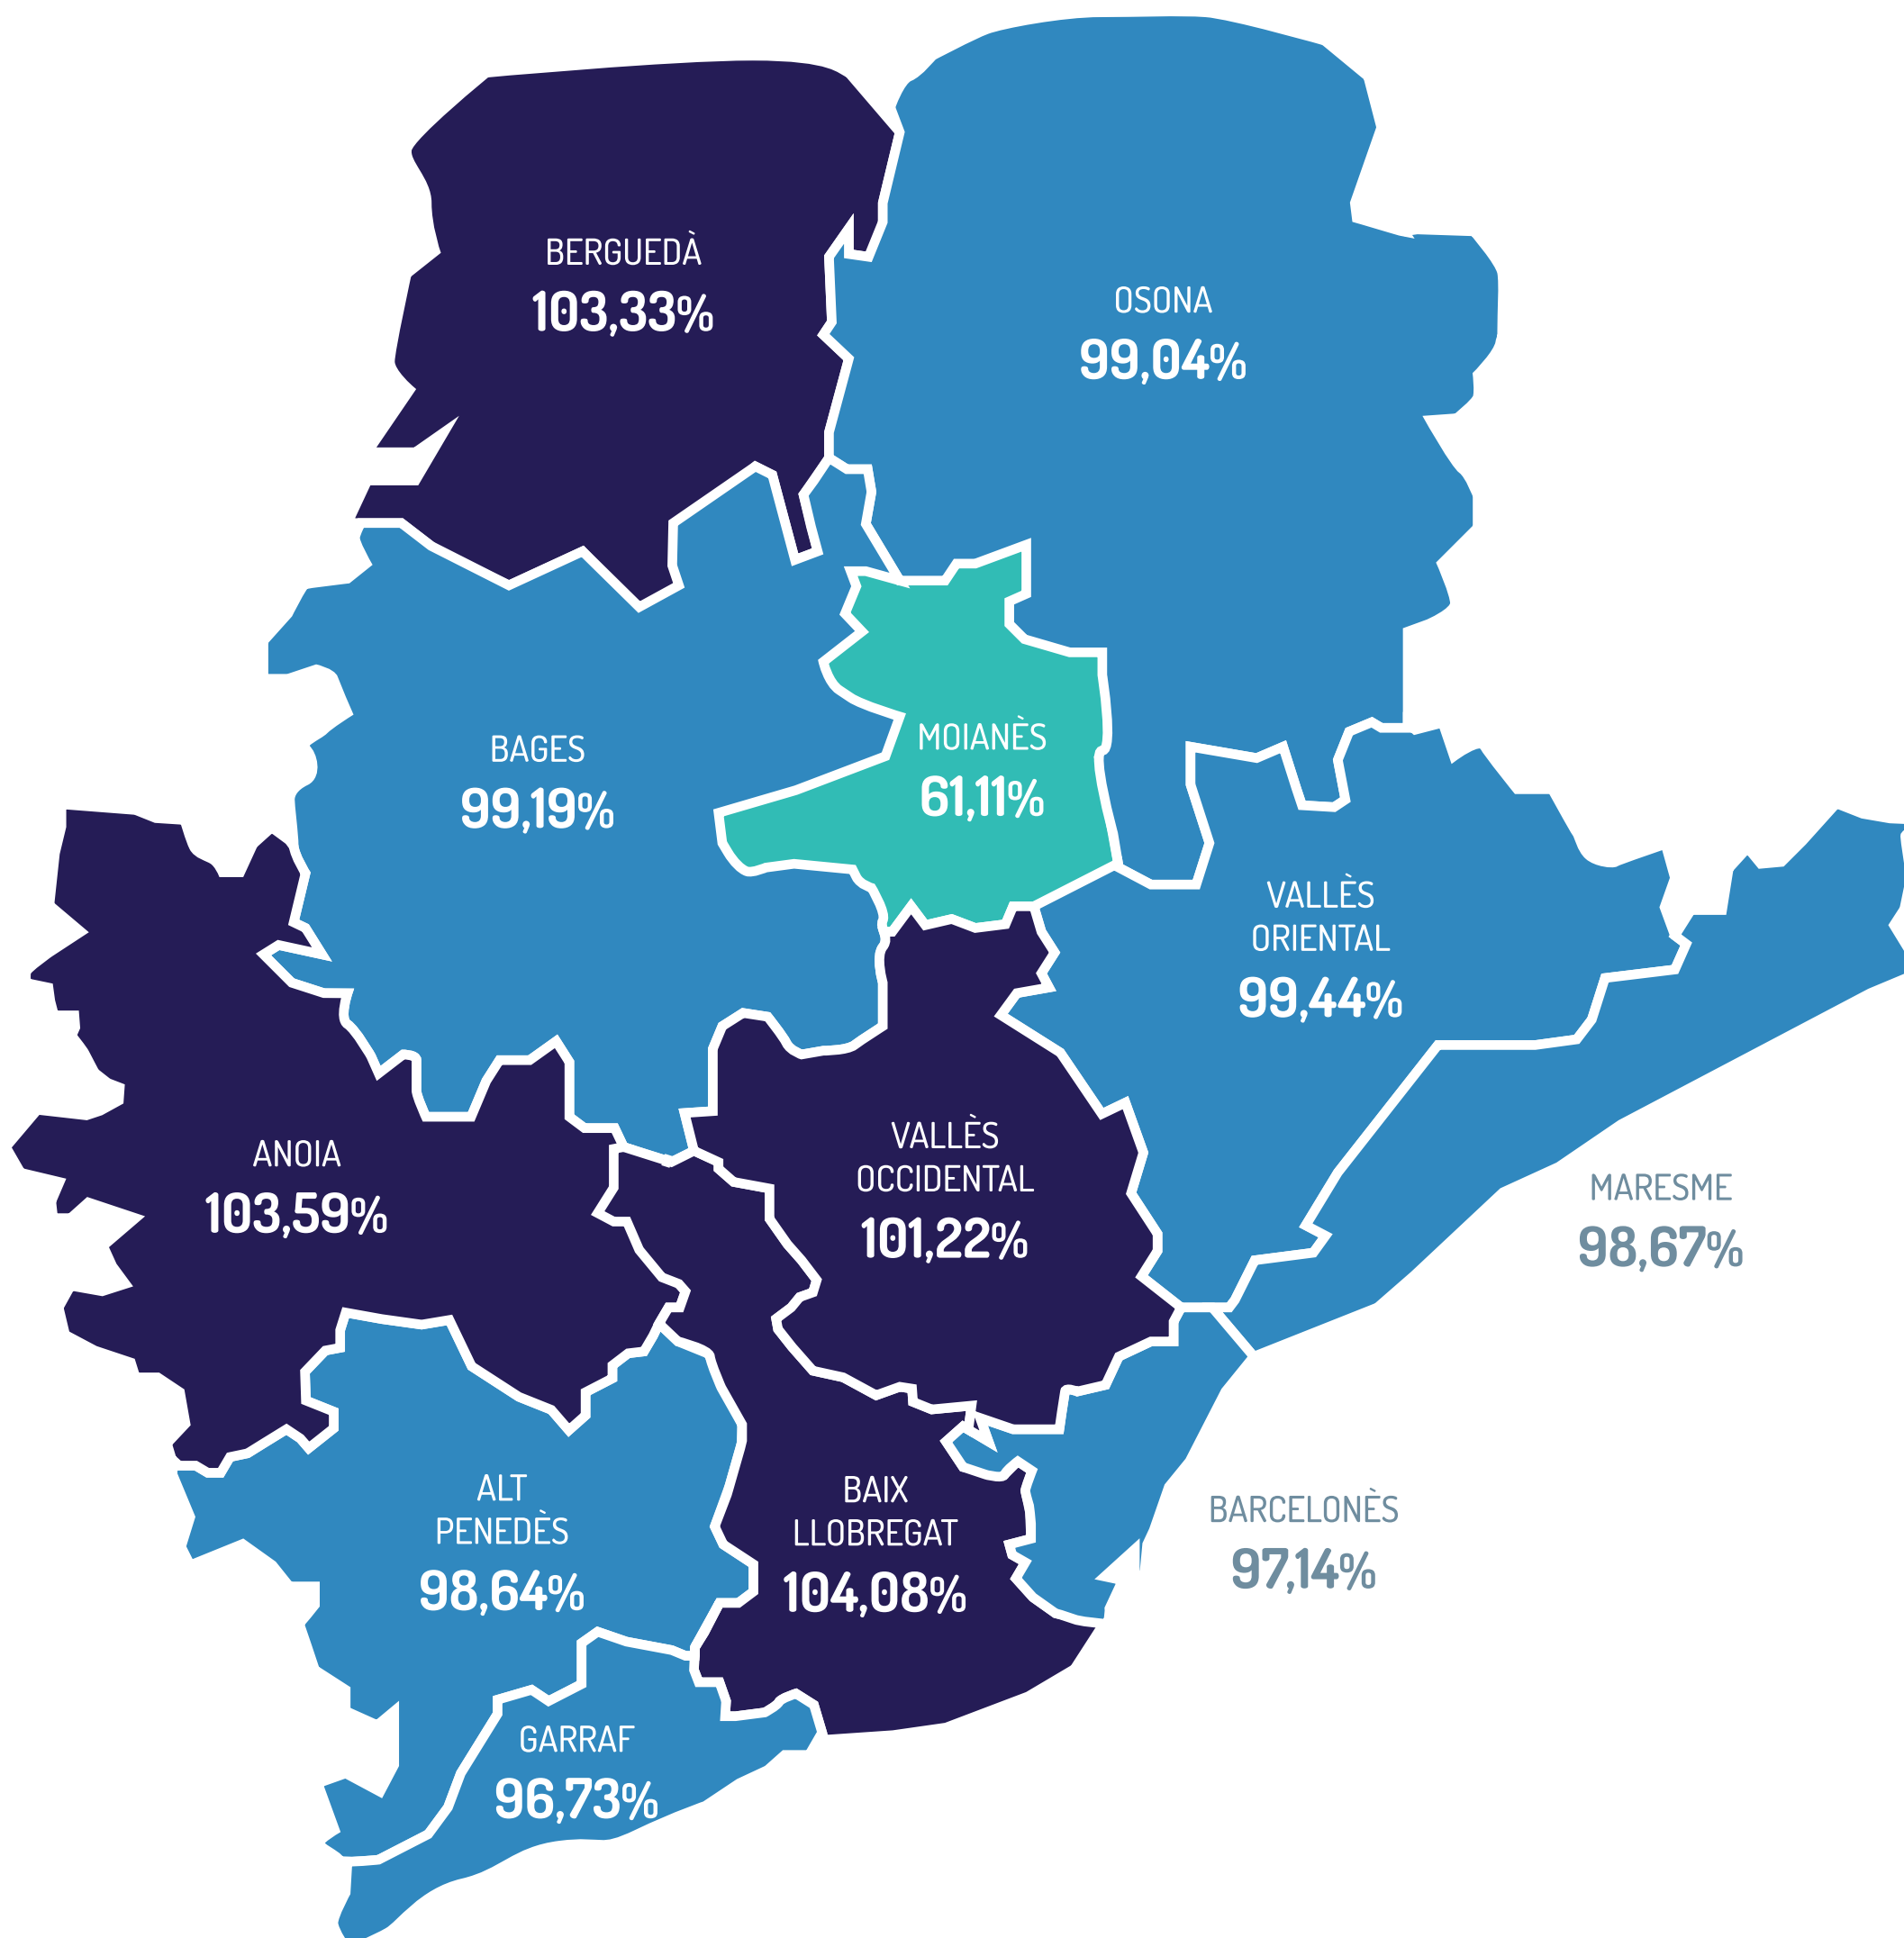 BERGUEDÀ
103,33%
OSONA
99,04%
BAGES
99,19%
MOIANÈS
61,11%
VALLÈS
ORIENTAL
99,44%
ANOIA
103,59%
VALLÈS
OCCIDENTAL
101,22%
MARESME
98,67%
ALT
PENEDÈS
98,64%
BAIX
LLOBREGAT
104,08%
BARCELONÈS
97,14%
GARRAF
96,73%